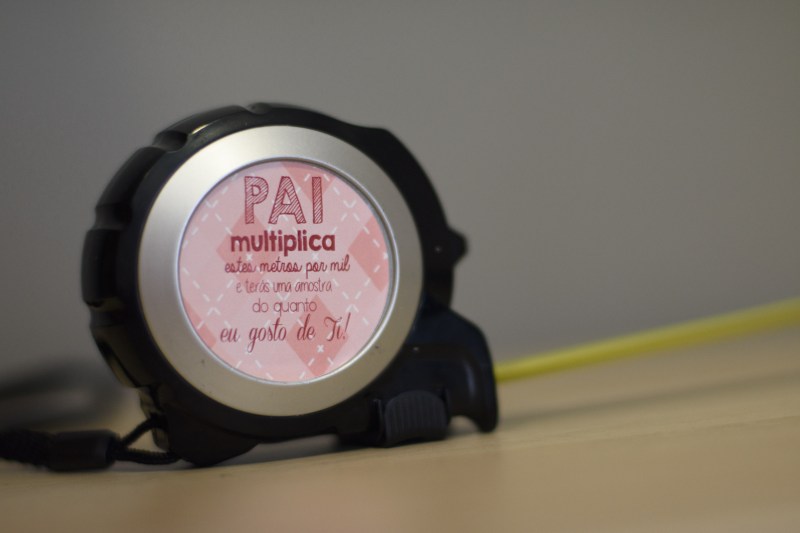 PAI
multiplica
estes metros por mil
e terás uma amostra
do quanto
eu gosto de Ti!